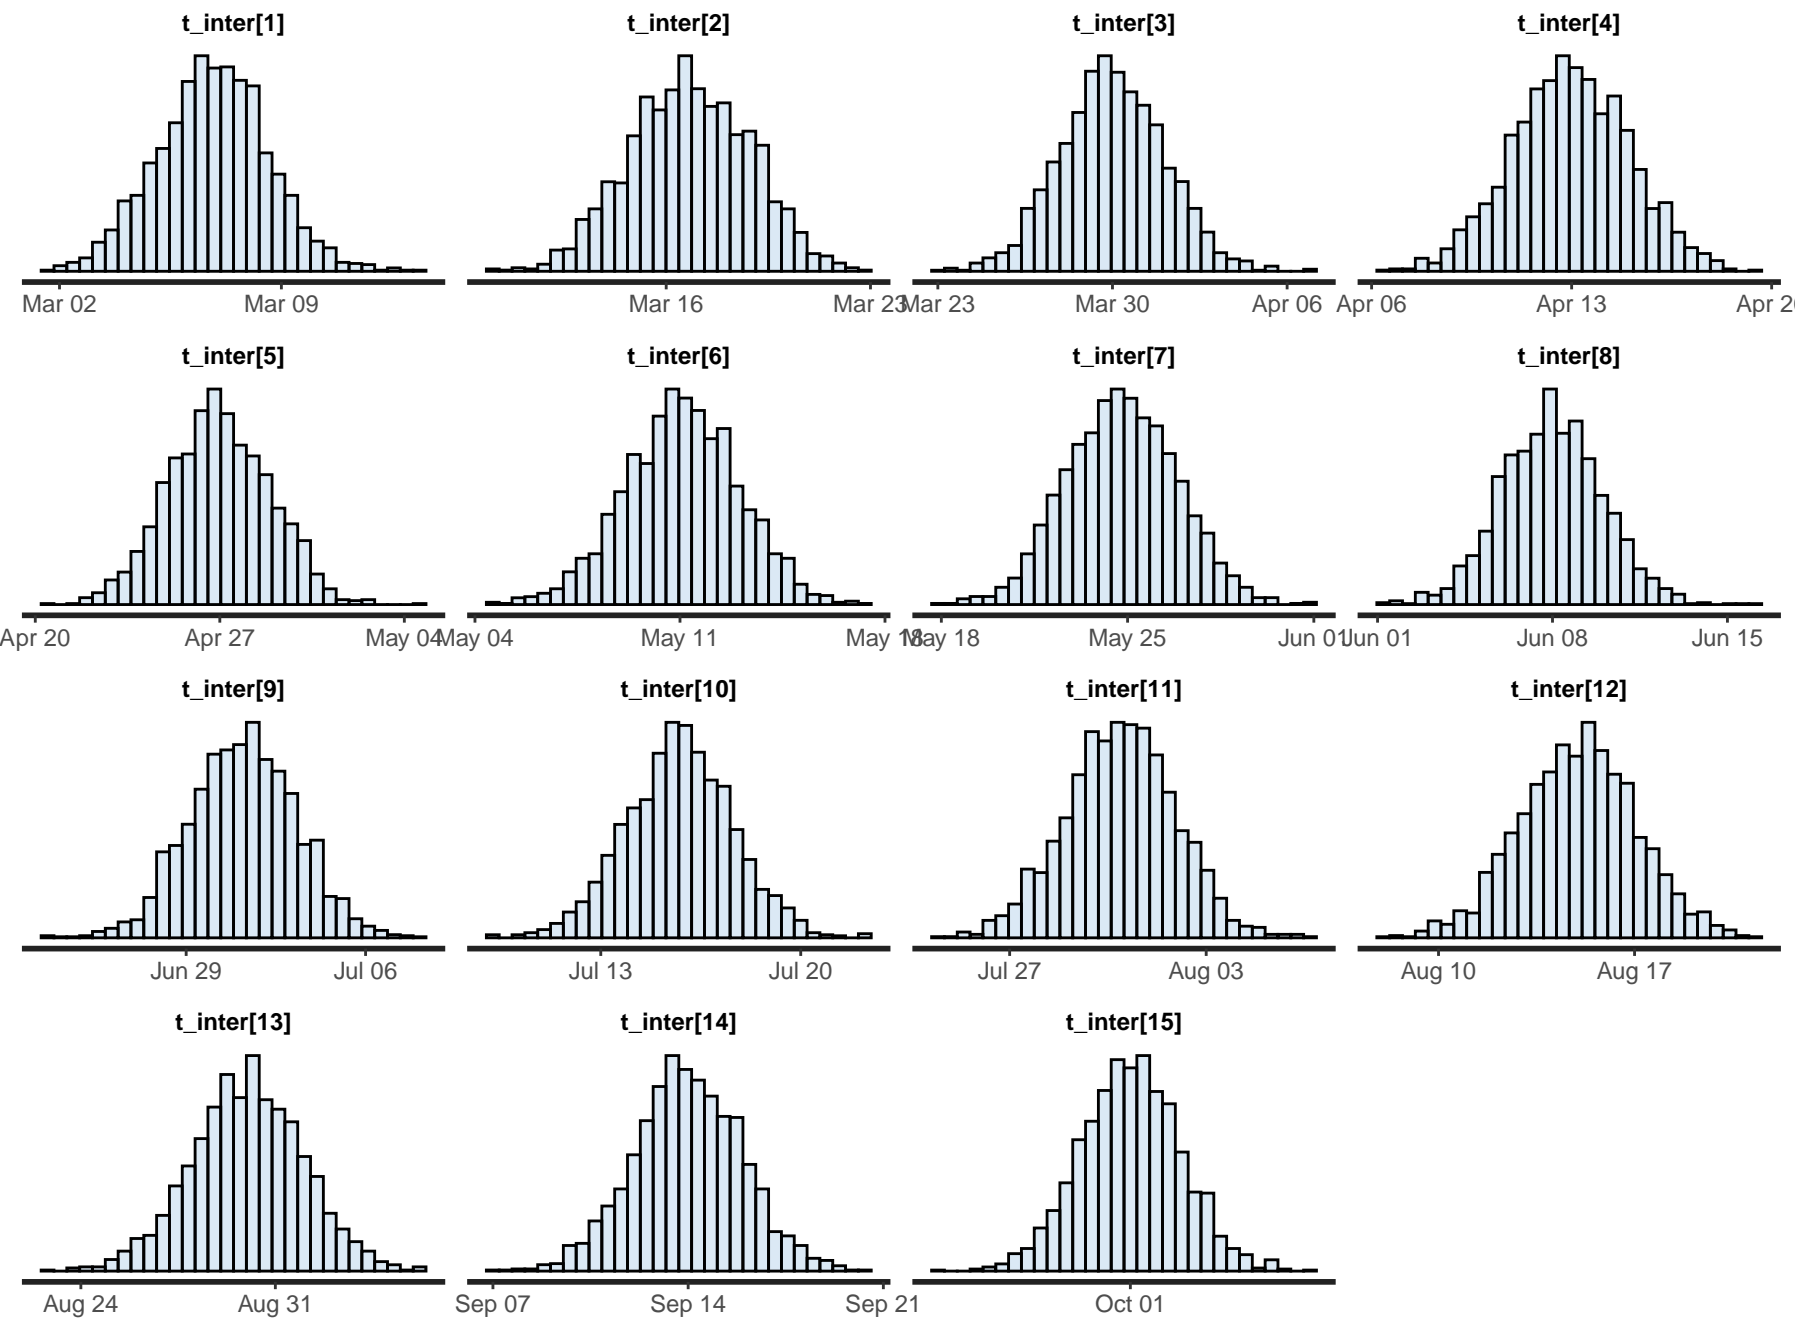 t_inter[1] t_inter[2] t_inter[3] t_inter[4]
Mar 02 Mar 09 Mar 16 Mar 23 Mar 23 Mar 30 Apr 06 Apr 06 Apr 13 Apr 20
t_inter[5] t_inter[6] t_inter[7] t_inter[8]
Apr 20 Apr 27 May 04 May 04 May 11 May 18 May 18 May 25 Jun 01 Jun 01 Jun 08 Jun 15
t_inter[9] t_inter[10] t_inter[11] t_inter[12]
Jun 29 Jul 06 Jul 13 Jul 20 Jul 27 Aug 03 Aug 10 Aug 17
t_inter[13] t_inter[14] t_inter[15]
Aug 24 Aug 31 Sep 07 Sep 14 Sep 21 Oct 01